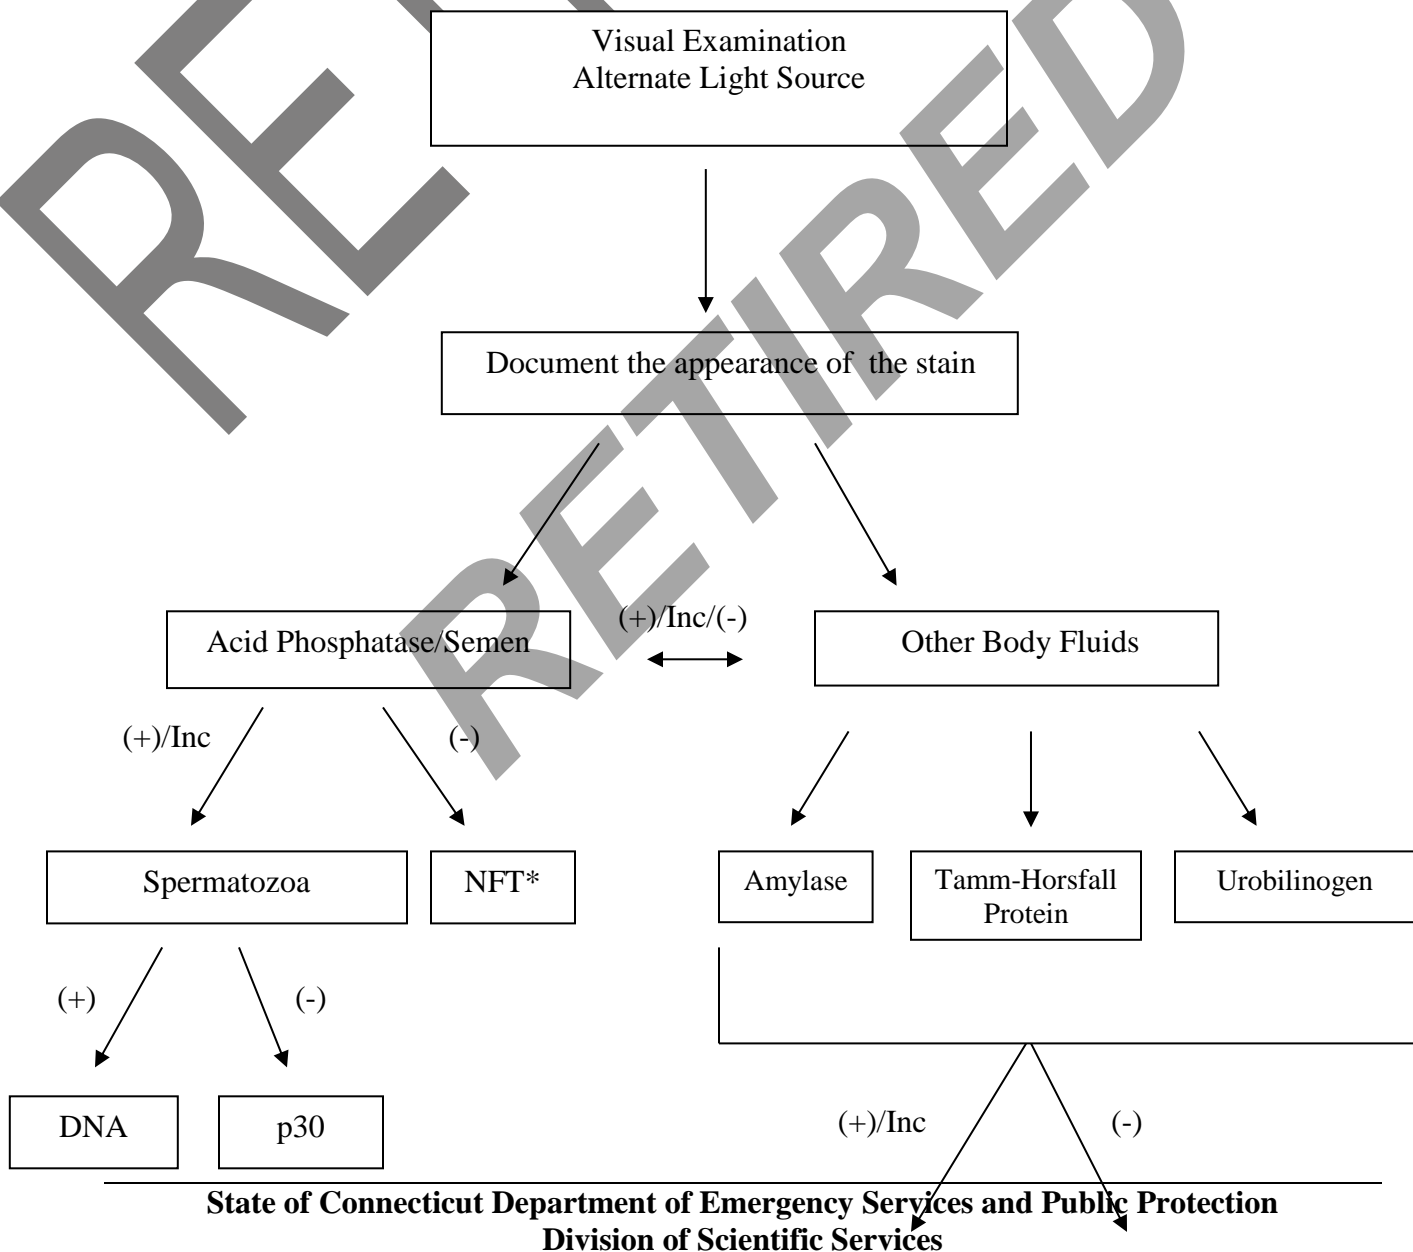 Visual Examination
Alternate Light Source
Document the appearance of the stain
(+)/Inc/(-)
Acid Phosphatase/Semen
Other Body Fluids
(+)/Inc
(-)
Spermatozoa
NFT*
Amylase
Tamm-Horsfall
Protein
Urobilinogen
(+)
(-)
DNA
p30
(+)/Inc
(-)
State of Connecticut Department of Emergency Services and Public Protection
Division of Scientific Services
RETIRED